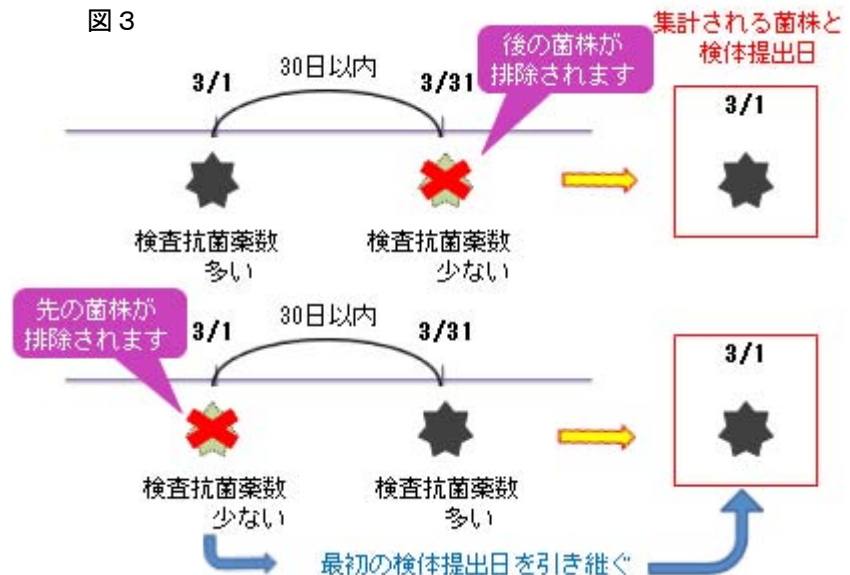 図3
集計される菌株と
検体提出日
後の菌株が
排除されます
30日以内
3/1
3/31
3/1
検査抗菌薬数
多い
検査抗菌薬数
少ない
先の菌株が
排除されます
30日以内
3/1
3/31
3/1
検査抗菌薬数
少ない
検査抗菌薬数
多い
最初の検体提出日を引き継ぐ